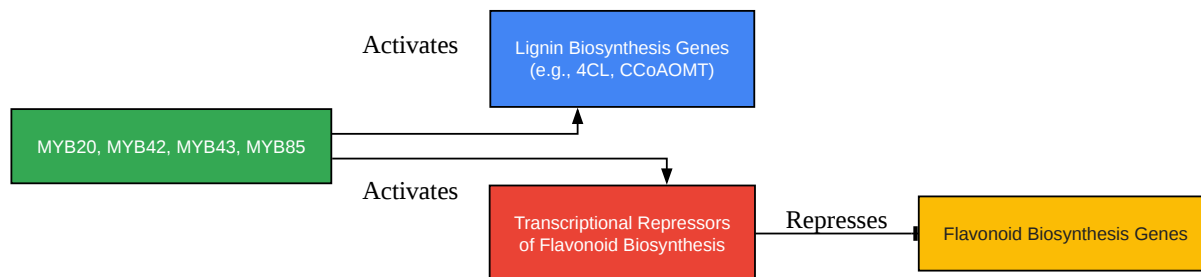 Activates
Lignin Biosynthesis Genes
(e.g., 4CL, CCoAOMT)
MYB20, MYB42, MYB43, MYB85
Activates
Transcriptional Repressors
of Flavonoid Biosynthesis
Represses
Flavonoid Biosynthesis Genes